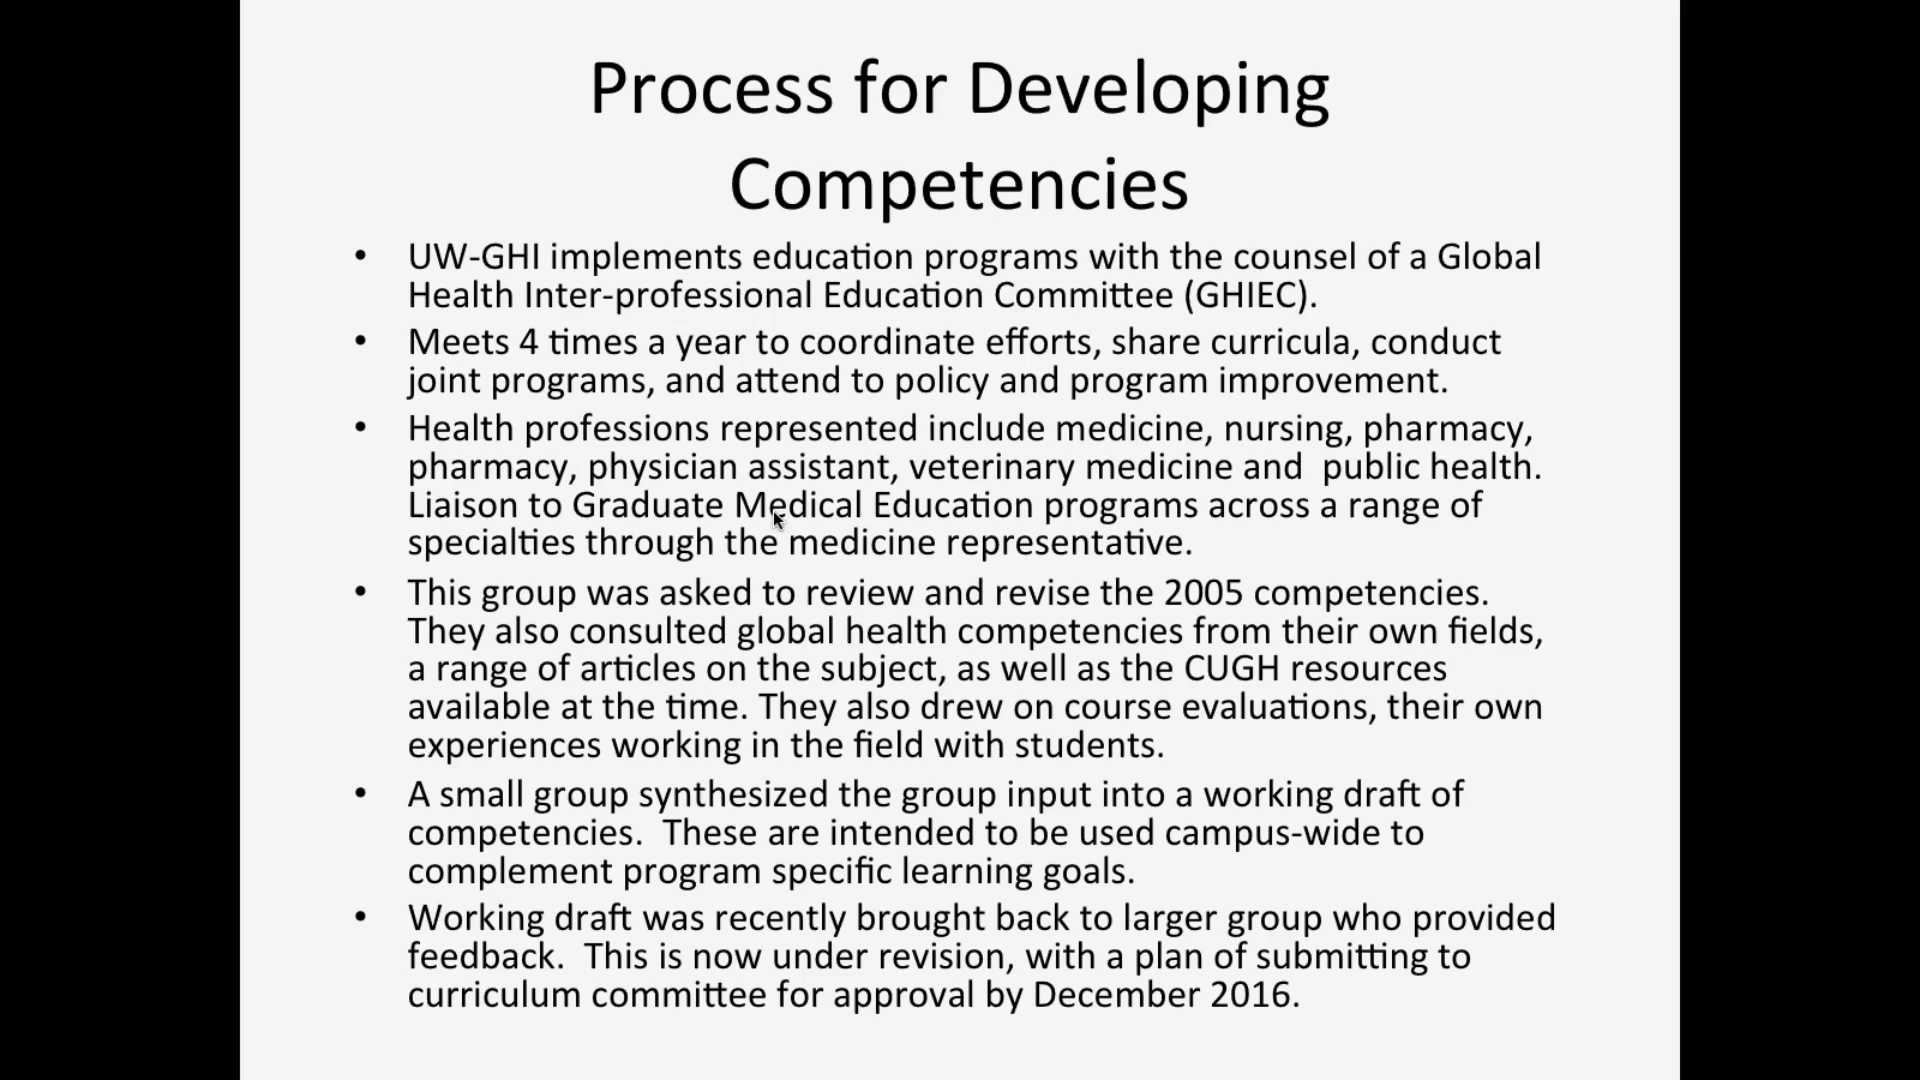 Process for Developing
Competencies
• UW-GHI implements education programs with the counsel of a Global
Health Inter-professional Education Committee (GHIEC).
• Meets 4 times a year to coordinate efforts, share curricula, conduct
joint programs, and attend to policy and program improvement.
• Health professions represented include medicine, nursing, pharmacy,
pharmacy, physician assistant, veterinary medicine and  public health.
Liaison to Graduate Medical Education programs across a range of
specialties through the medicine representative.
• This group was asked to review and revise the 2005 competencies.
They also consulted global health competencies from their own fields,
a range of articles on the subject, as well as the CUGH resources
available at the time. They also drew on course evaluations, their own
experiences working in the field with students.
• A small group synthesized the group input into a working draft of
competencies.  These are intended to be used campus-wide to
complement program specific learning goals.
• Working draft was recently brought back to larger group who provided
feedback.  This is now under revision, with a plan of submitting to
curriculum committee for approval by December 2016.